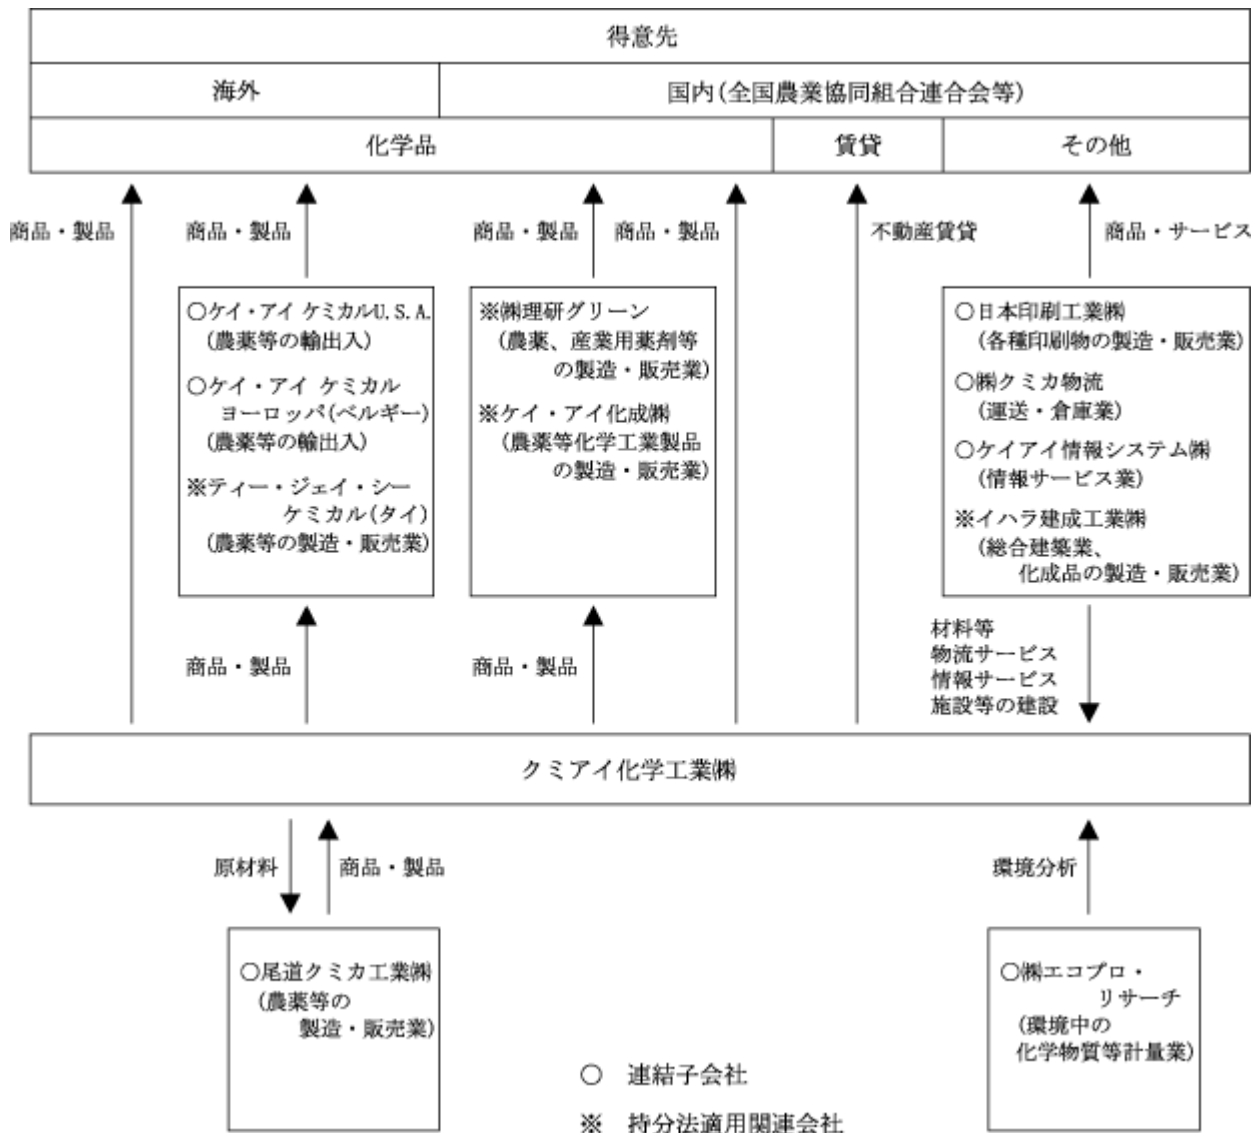 得意先
海外
国内(全国農業協同組合連合会等)
化学品
賃貸
その他
商品・製品
商品・製品
商品・製品
商品・製品
不動産賃貸
商品・サービス
○ケイ・アイ ケミカルU.S.A.
(農薬等の輸出入)
○ケイ・アイ ケミカル
ヨーロッパ(ベルギー)
(農薬等の輸出入)
※ティー・ジェイ・シー
ケミカル(タイ)
(農薬等の製造・販売業)
※㈱理研グリーン
(農薬、産業用薬剤等
の製造・販売業)
※ケイ・アイ化成㈱
(農薬等化学工業製品
の製造・販売業)
○日本印刷工業㈱
(各種印刷物の製造・販売業)
○㈱クミカ物流
(運送・倉庫業)
○ケイアイ情報システム㈱
(情報サービス業)
※イハラ建成工業㈱
(総合建築業、
化成品の製造・販売業)
商品・製品
商品・製品
材料等
物流サービス
情報サービス
施設等の建設
クミアイ化学工業㈱
原材料
商品・製品
環境分析
○尾道クミカ工業㈱
(農薬等の
製造・販売業)
○㈱エコプロ・
リサーチ
(環境中の
化学物質等計量業)
○ 連結子会社
※ 持分法適用関連会社